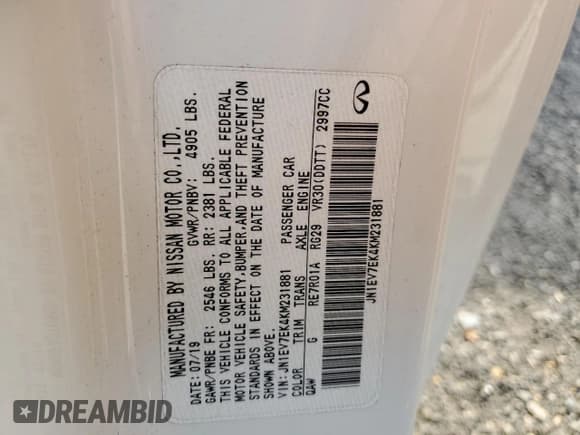 MANUFACTURED BY NISSAN MOTOR CO.,LTD.
DATE: 07/19 GVWR/PNBV: 4905 LBS.
GAWR/PNBE FR: 2546 LBS. RR: 2381 LBS.
THIS VEHICLE CONFORMS TO ALL APPLICABLE FEDERAL
MOTOR VEHICLE SAFETY,BUMPER,AND THEFT PREVENTION
STANDARDS IN EFFECT ON THE DATE OF MANUFACTURE
SHOWN ABOVE.
VIN: JN1EV7EK4KM231881 PASSENGER CAR
COLOR TRIM TRANS AXLE ENGINE
QAW G RE7R01A RG29 VR30(DDTT) 2997CC
JN1EV7EK4KM231881
DREAMBID